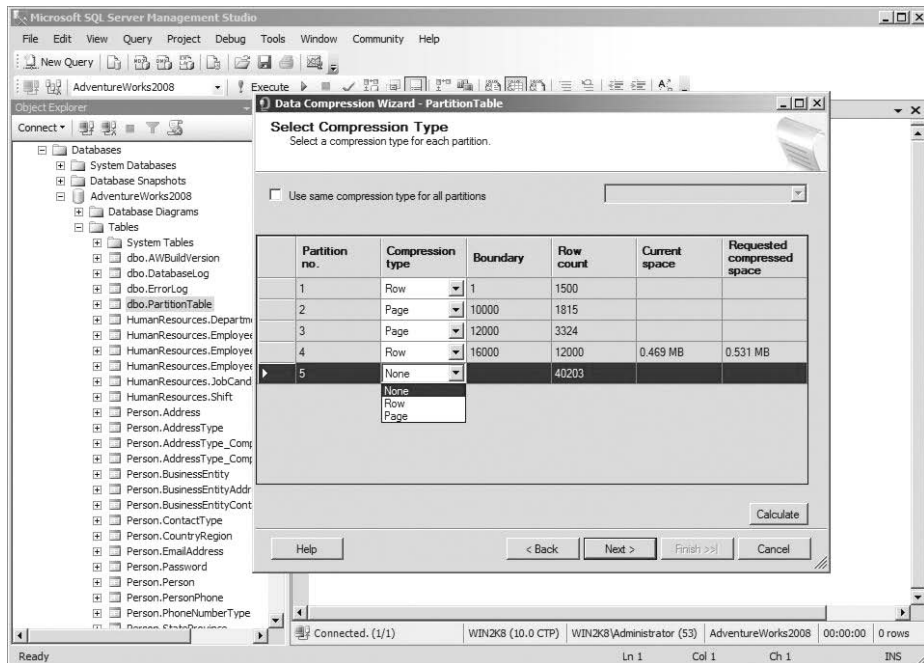 Microsoft SQL Server Management Studio
File Edit View Query Project Debug Tools Window Community Help
New Query
AdventureWorks2008 Execute
Object Explorer
Connect
Databases
System Databases
Database Snapshots
AdventureWorks2008
Database Diagrams
Tables
System Tables
dbo.AWBuildVersion
dbo.DatabaseLog
dbo.ErrorLog
dbo.PartitionTable
HumanResources.Departm
HumanResources.Employee
HumanResources.Employee
HumanResources.Employee
HumanResources.JobCand
HumanResources.Shift
Person.Address
Person.AddressType
Person.AddressType_Comp
Person.AddressType_Comp
Person.BusinessEntity
Person.BusinessEntityAddr
Person.BusinessEntityCont
Person.ContactType
Person.CountryRegion
Person.EmailAddress
Person.Password
Person.Person
Person.PersonPhone
Person.PhoneNumberType
Person.StateProvince
Data Compression Wizard - PartitionTable
Select Compression Type
Select a compression type for each partition.
Use same compression type for all partitions
Partition no. Compression type Boundary Row count Current space Requested compressed space
1 Row 1 1500
2 Page 10000 1815
3 Page 12000 3324
4 Row 16000 12000 0.469 MB 0.531 MB
5 None 40203
None
Row
Page
Calculate
Help < Back Next > Finish >>| Cancel
Connected. (1/1) WIN2K8 (10.0 CTP) WIN2K8\Administrator (53) AdventureWorks2008 00:00:00 0 rows
Ready Ln 1 Col 1 Ch 1 INS